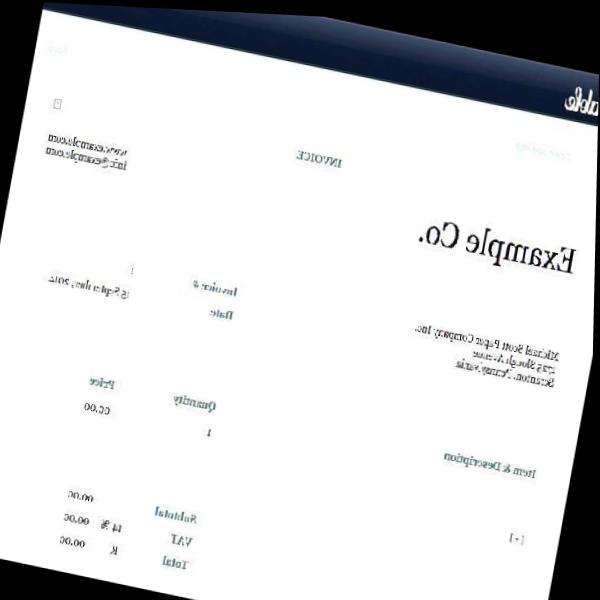 INVOICE
www.example.com
info@example.com
Example Co.
Michael Scott Paper Company Inc.
1725 Slough Avenue
Scranton, Pennsylvania
Invoice #
Date
15 September, 2012
Item & Description
Quantity
Price
1
00.00
[+]
Subtotal
00.00
VAT
14 %
00.00
Total
R
00.00